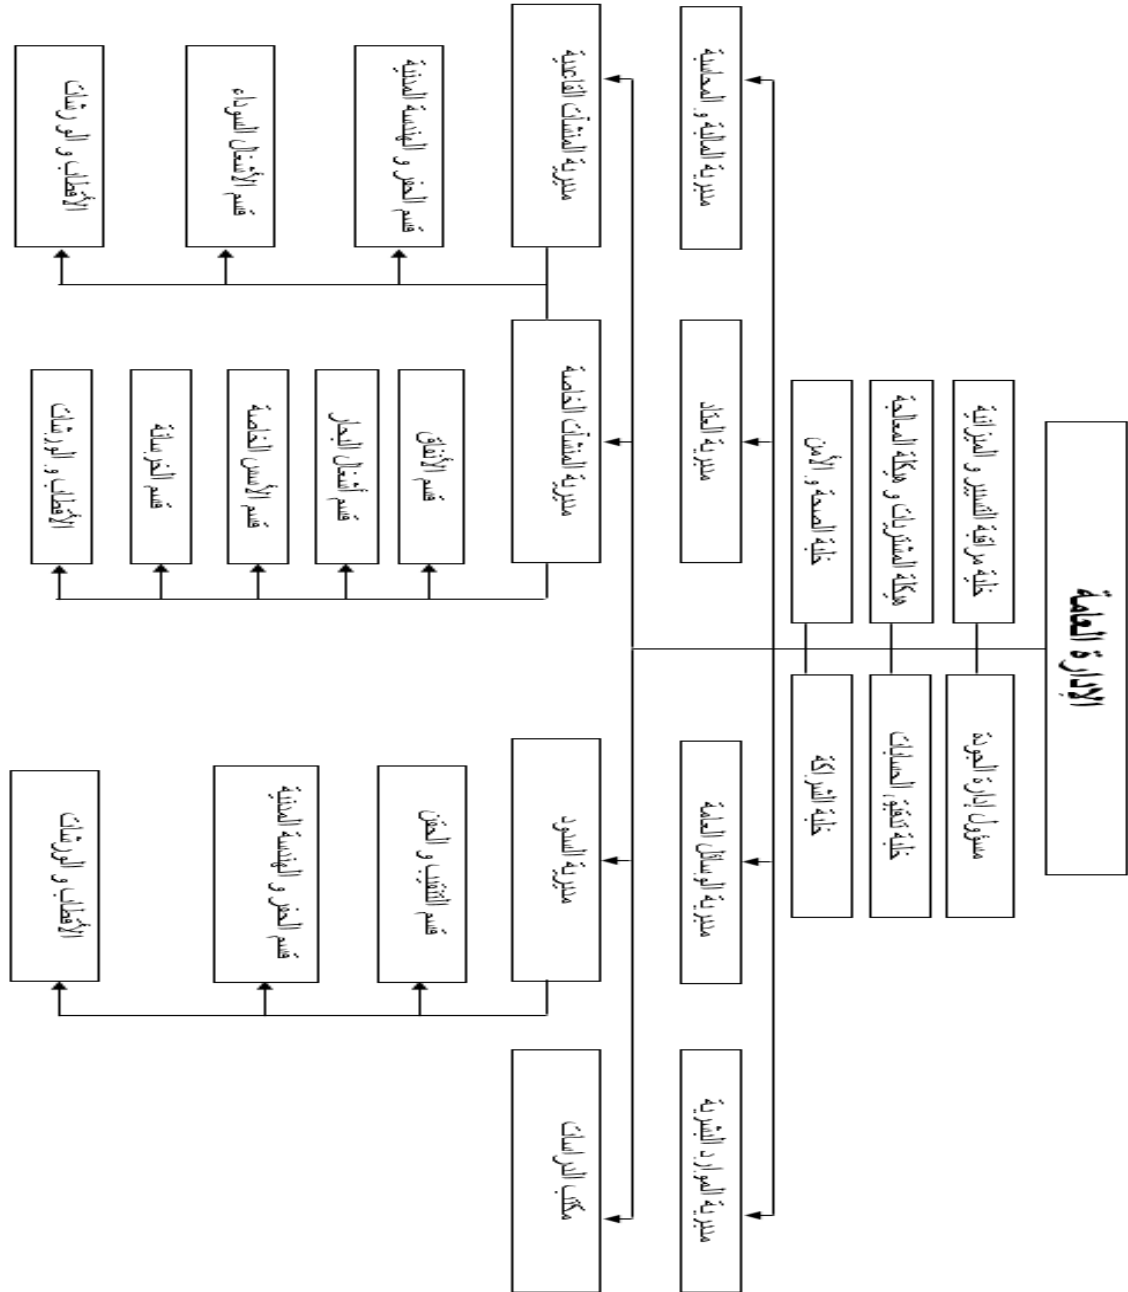 الإدارة العامة
مسؤول إدارة الجودة
خلية مراقبة التسيير و الميزانية
خلية تدقيق الحسابات
هيكلة المشتريات و هيكلة المعالجة
خلية الشراكة
خلية الصحة و الأمن
مديرية الموارد البشرية
مديرية الوسائل العامة
مديرية العتاد
مديرية المالية و المحاسبة
مكتب الدراسات
مديرية السدود
مديرية المنشآت الخاصة
مديرية المنشآت القاعدية
قسم التنقيب و الحقن
قسم الحفر و الهندسة المدنية
الأقطاب و الورشات
قسم الأنفاق
قسم أشغال البحار
قسم الأسس الخاصة
قسم الخرسانة
الأقطاب و الورشات
قسم الحفر و الهندسة المدنية
قسم الأشغال السوداء
الأقطاب و الورشات